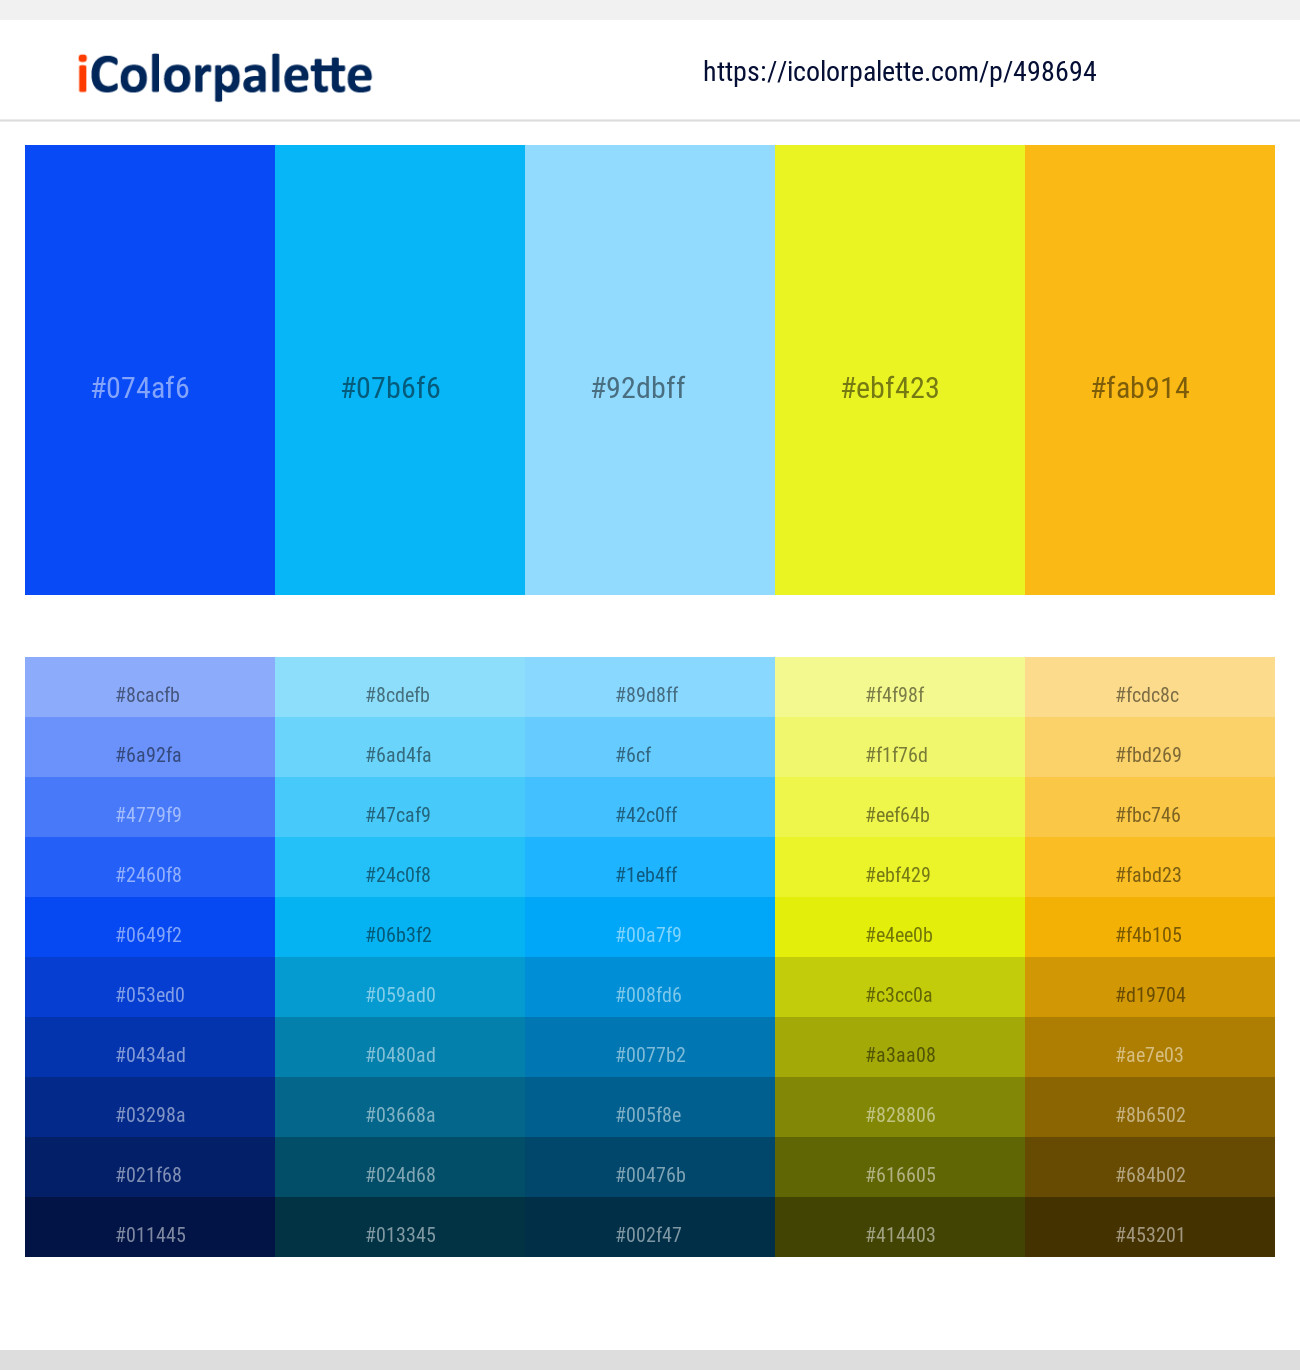 iColorpalette
https://icolorpalette.com/p/498694
#074af6 #07b6f6 #92dbff #ebf423 #fab914
#8cacfb #8cdefb #89d8ff #f4f98f #fcdc8c
#6a92fa #6ad4fa #6cf #f1f76d #fbd269
#4779f9 #47caf9 #42c0ff #eef64b #fbc746
#2460f8 #24c0f8 #1eb4ff #ebf429 #fabd23
#0649f2 #06b3f2 #00a7f9 #e4ee0b #f4b105
#053ed0 #059ad0 #008fd6 #c3cc0a #d19704
#0434ad #0480ad #0077b2 #a3aa08 #ae7e03
#03298a #03668a #005f8e #828806 #8b6502
#021f68 #024d68 #00476b #616605 #684b02
#011445 #013345 #002f47 #414403 #453201